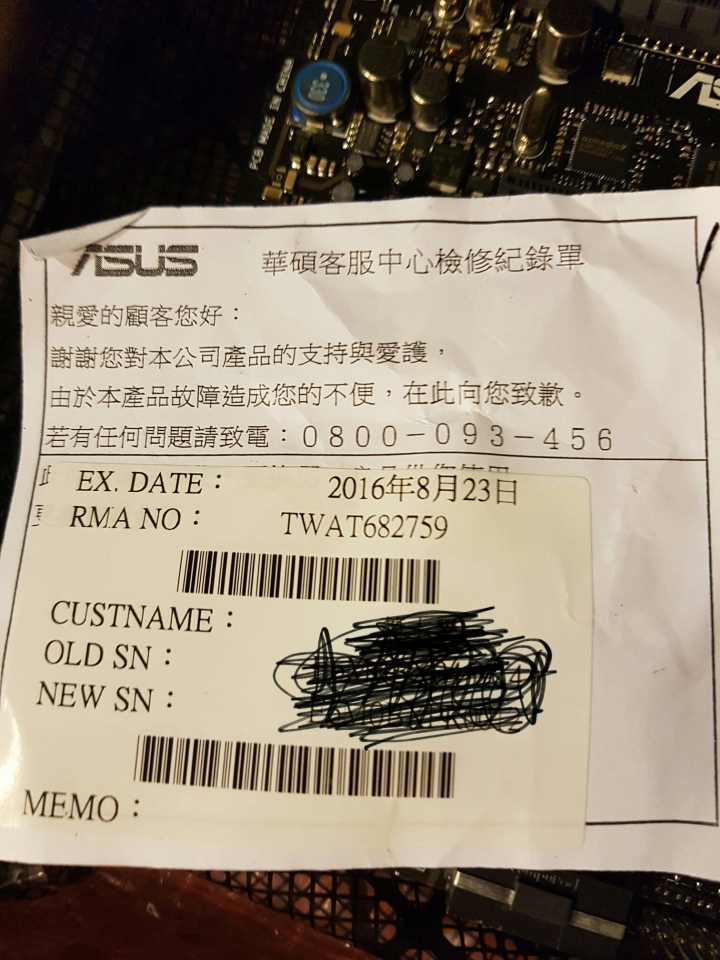 PCB MADE IN CHINA
ASUS 華碩客服中心檢修紀錄單
親愛的顧客您好：
謝謝您對本公司產品的支持與愛護，
由於本產品故障造成您的不便，在此向您致歉。
若有任何問題請致電：0800－093－456
EX. DATE： 2016年8月23日
RMA NO： TWAT682759
CUSTNAME：
OLD SN：
NEW SN：
MEMO：